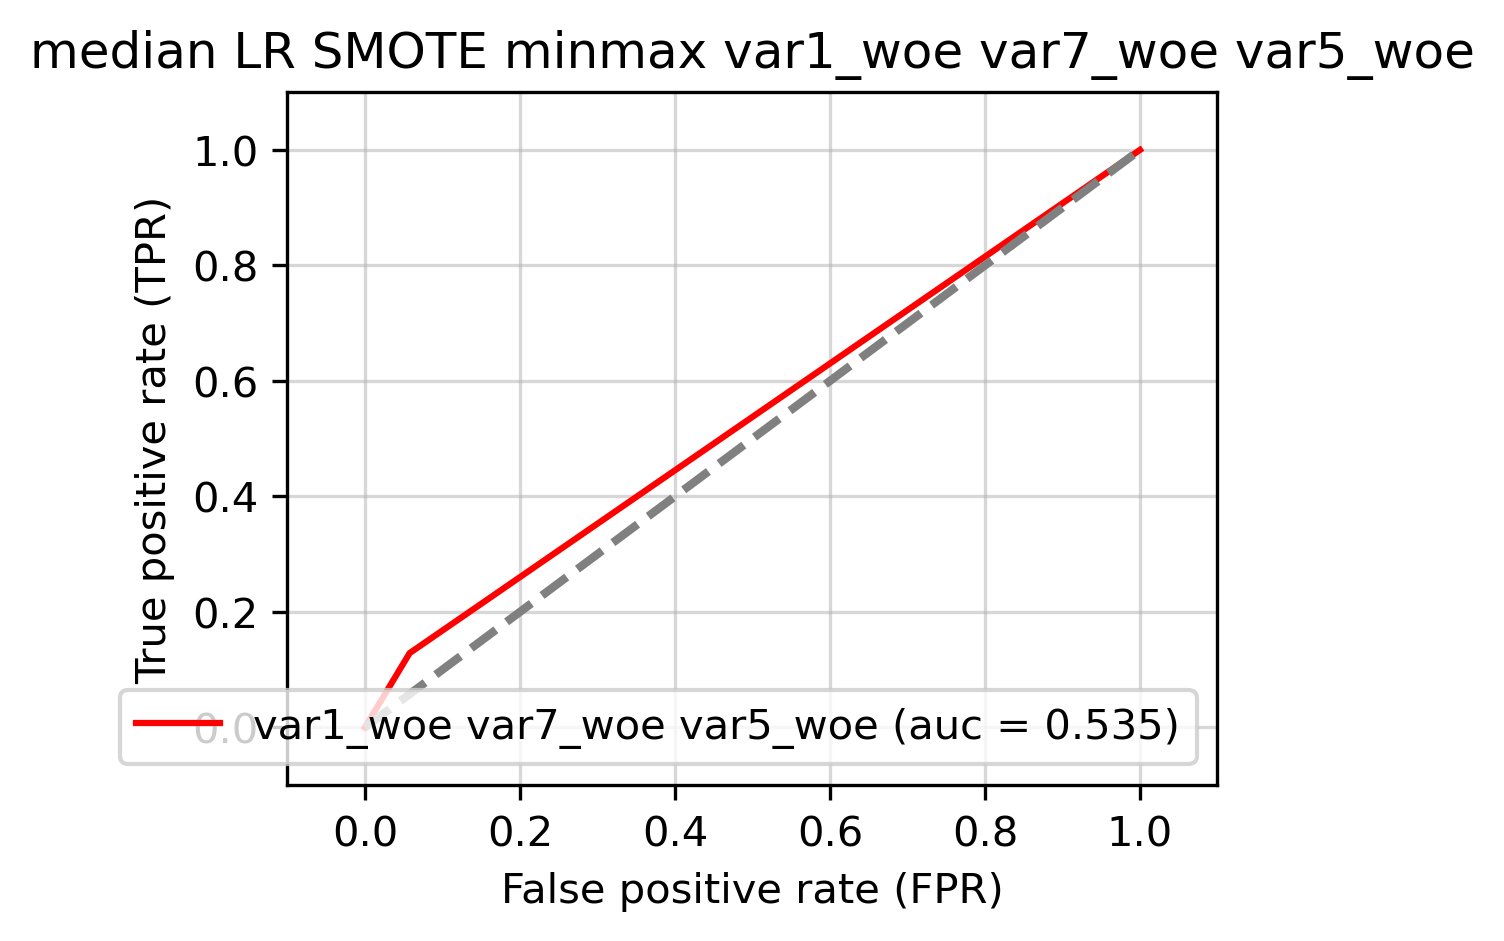 median LR SMOTE minmax var1_woe var7_woe var5_woe
True positive rate (TPR)
1.0
0.8
0.6
0.4
0.2
0.0
var1_woe var7_woe var5_woe (auc = 0.535)
0.0 0.2 0.4 0.6 0.8 1.0
False positive rate (FPR)